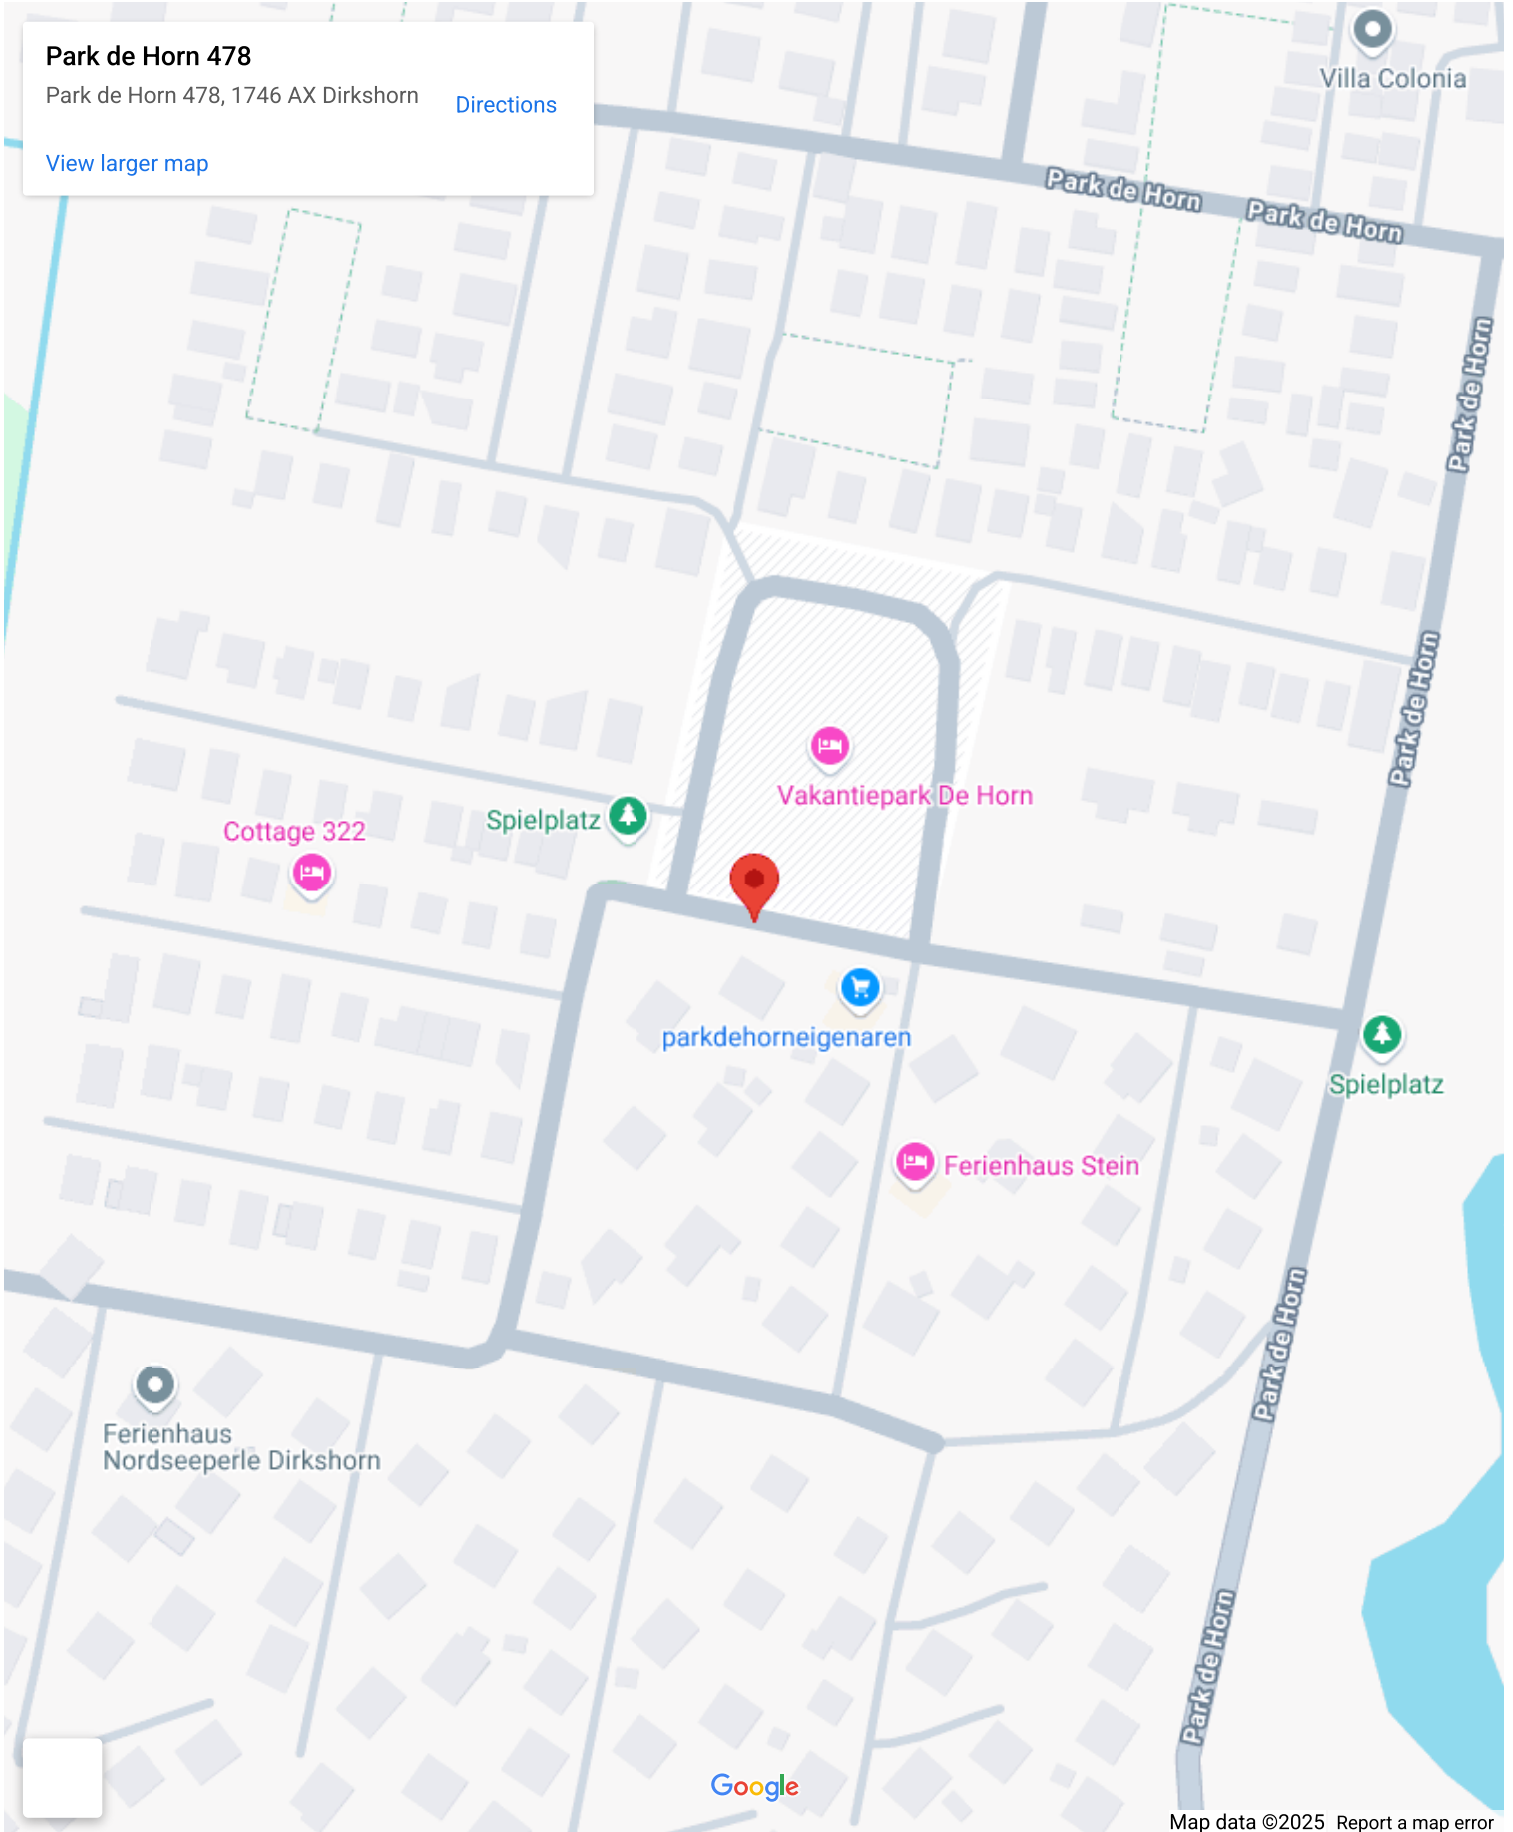 Park de Horn 478
Park de Horn 478, 1746 AX Dirkshorn
Directions
View larger map
Villa Colonia
Park de Horn
Park de Horn
Park de Horn
Park de Horn
Vakantiepark De Horn
Spielplatz
Cottage 322
parkdehorneigenaren
Spielplatz
Ferienhaus Stein
Park de Horn
Ferienhaus
Nordseeperle Dirkshorn
Park de Horn
Google
Map data ©2025 Report a map error